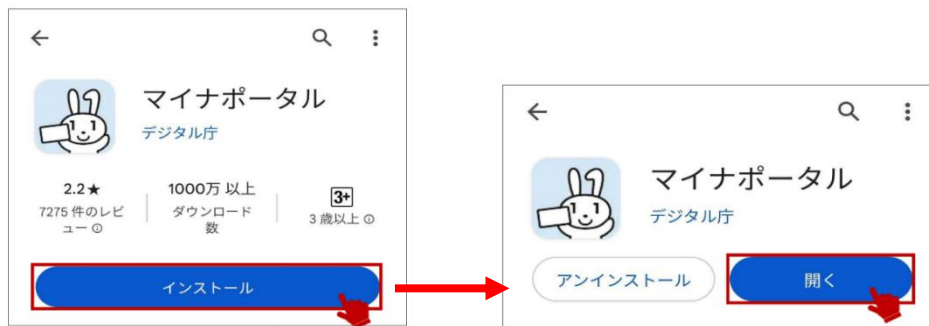 マイナポータル
デジタル庁
2.2★
7275 件のレビ
ュー
1000万 以上
ダウンロード
数
3+
3 歳以上
インストール
マイナポータル
デジタル庁
アンインストール
開く